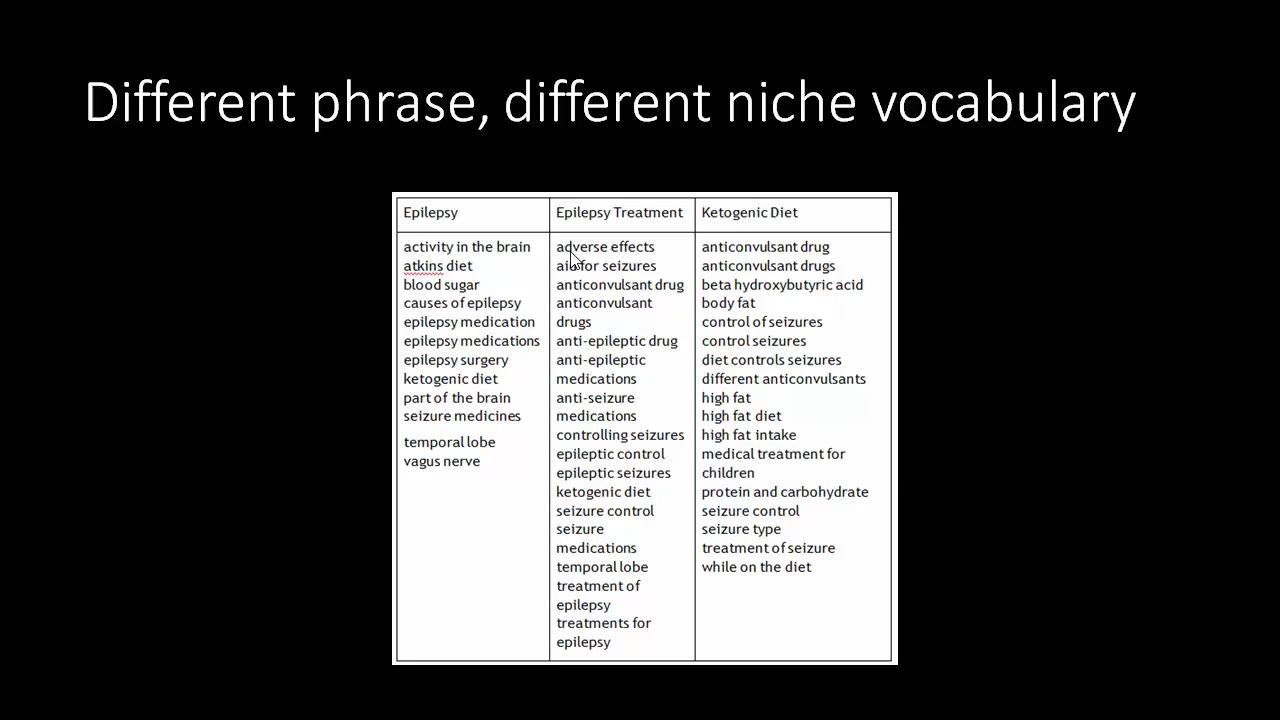 Different phrase, different niche vocabulary
Epilepsy
activity in the brain
atkins diet
blood sugar
causes of epilepsy
epilepsy medication
epilepsy medications
epilepsy surgery
ketogenic diet
part of the brain
seizure medicines
temporal lobe
vagus nerve
Epilepsy Treatment
adverse effects
for seizures
anticonvulsant drug
anticonvulsant
drugs
anti-epileptic drug
anti-epileptic
medications
anti-seizure
medications
controlling seizures
epileptic control
epileptic seizures
ketogenic diet
seizure control
seizure
medications
temporal lobe
treatment of
epilepsy
treatments for
epilepsy
Ketogenic Diet
anticonvulsant drug
anticonvulsant drugs
beta hydroxybutyric acid
body fat
control of seizures
control seizures
diet controls seizures
different anticonvulsants
high fat
high fat diet
high fat intake
medical treatment for
children
protein and carbohydrate
seizure control
seizure type
treatment of seizure
while on the diet